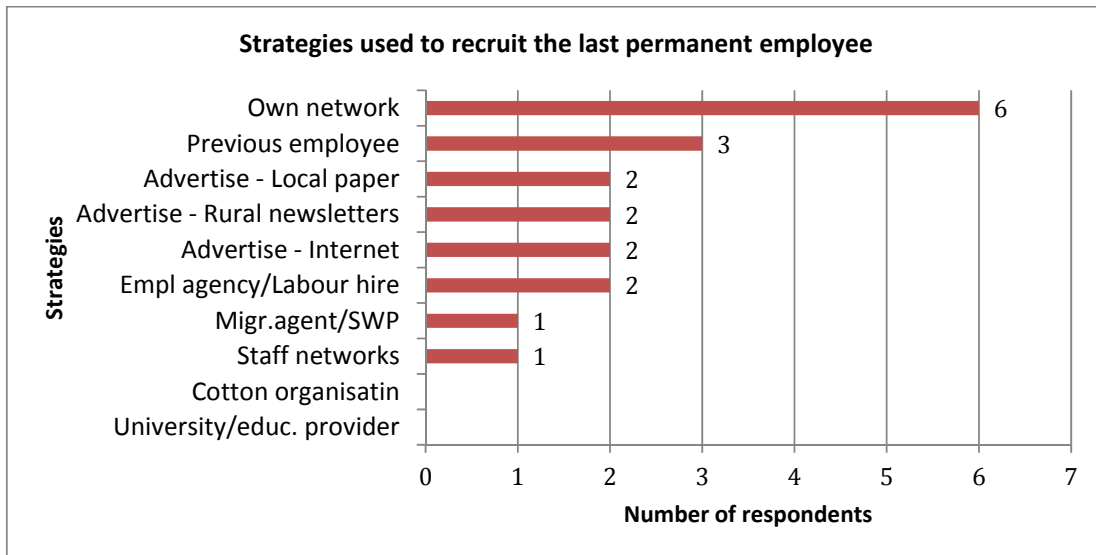 Strategies used to recruit the last permanent employee
Strategies
Own network 6
Previous employee 3
Advertise - Local paper 2
Advertise - Rural newsletters 2
Advertise - Internet 2
Empl agency/Labour hire 2
Migr.agent/SWP 1
Staff networks 1
Cotton organisatin
University/educ. provider
0 1 2 3 4 5 6 7
Number of respondents